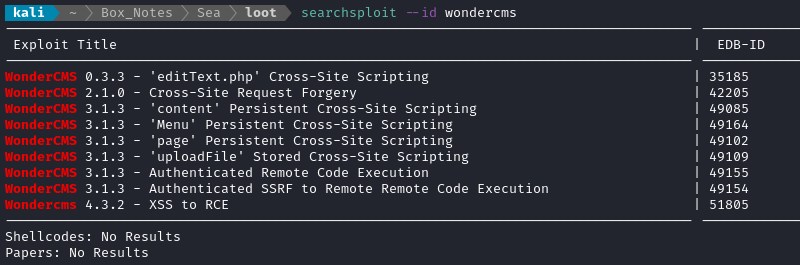 kali ~ Box_Notes Sea loot searchsploit --id wondercms
Exploit Title | EDB-ID
WonderCMS 0.3.3 - 'editText.php' Cross-Site Scripting | 35185
WonderCMS 2.1.0 - Cross-Site Request Forgery | 42205
WonderCMS 3.1.3 - 'content' Persistent Cross-Site Scripting | 49085
WonderCMS 3.1.3 - 'Menu' Persistent Cross-Site Scripting | 49164
WonderCMS 3.1.3 - 'page' Persistent Cross-Site Scripting | 49102
WonderCMS 3.1.3 - 'uploadFile' Stored Cross-Site Scripting | 49109
WonderCMS 3.1.3 - Authenticated Remote Code Execution | 49155
WonderCMS 3.1.3 - Authenticated SSRF to Remote Remote Code Execution | 49154
Wondercms 4.3.2 - XSS to RCE | 51805
Shellcodes: No Results
Papers: No Results